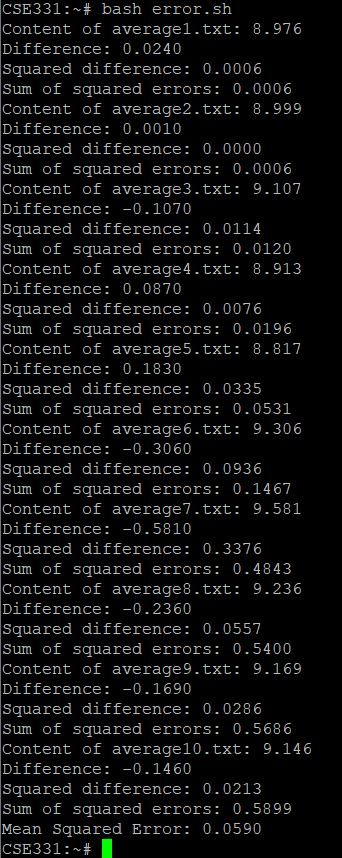 CSE331:~# bash error.sh
Content of average1.txt: 8.976
Difference: 0.0240
Squared difference: 0.0006
Sum of squared errors: 0.0006
Content of average2.txt: 8.999
Difference: 0.0010
Squared difference: 0.0000
Sum of squared errors: 0.0006
Content of average3.txt: 9.107
Difference: -0.1070
Squared difference: 0.0114
Sum of squared errors: 0.0120
Content of average4.txt: 8.913
Difference: 0.0870
Squared difference: 0.0076
Sum of squared errors: 0.0196
Content of average5.txt: 8.817
Difference: 0.1830
Squared difference: 0.0335
Sum of squared errors: 0.0531
Content of average6.txt: 9.306
Difference: -0.3060
Squared difference: 0.0936
Sum of squared errors: 0.1467
Content of average7.txt: 9.581
Difference: -0.5810
Squared difference: 0.3376
Sum of squared errors: 0.4843
Content of average8.txt: 9.236
Difference: -0.2360
Squared difference: 0.0557
Sum of squared errors: 0.5400
Content of average9.txt: 9.169
Difference: -0.1690
Squared difference: 0.0286
Sum of squared errors: 0.5686
Content of average10.txt: 9.146
Difference: -0.1460
Squared difference: 0.0213
Sum of squared errors: 0.5899
Mean Squared Error: 0.0590
CSE331:~#